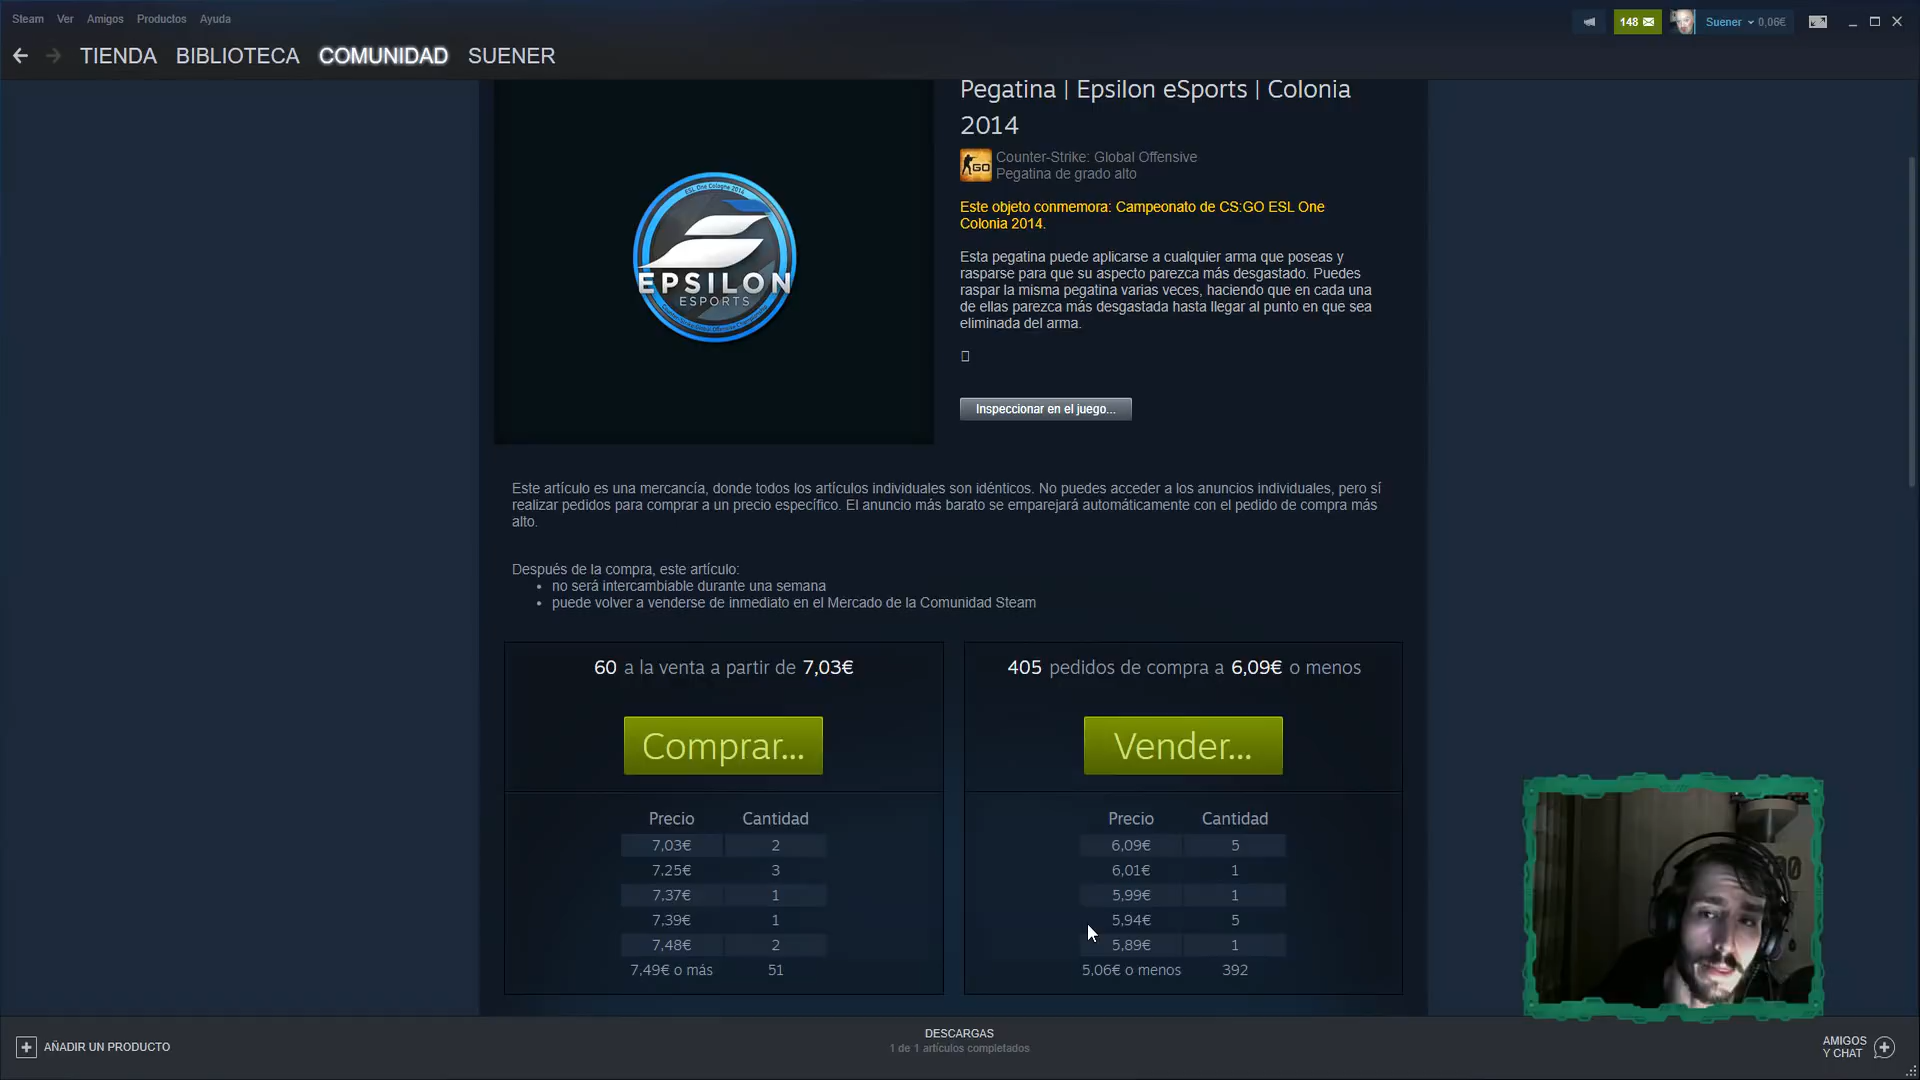 Steam Ver Amigos Productos Ayuda
148 Suener 0,06€
TIENDA BIBLIOTECA COMUNIDAD SUENER
Pegatina | Epsilon eSports | Colonia
2014
Counter-Strike: Global Offensive
Pegatina de grado alto
GO
Este objeto conmemora: Campeonato de CS:GO ESL One
Colonia 2014.
Esta pegatina puede aplicarse a cualquier arma que poseas y
rasparse para que su aspecto parezca más desgastado. Puedes
raspar la misma pegatina varias veces, haciendo que en cada una
de ellas parezca más desgastada hasta llegar al punto en que sea
eliminada del arma.
Inspeccionar en el juego...
EPSILON
ESPORTS
Este artículo es una mercancía, donde todos los artículos individuales son idénticos. No puedes acceder a los anuncios individuales, pero sí
realizar pedidos para comprar a un precio específico. El anuncio más barato se emparejará automáticamente con el pedido de compra más
alto.
Después de la compra, este artículo:
• no será intercambiable durante una semana
• puede volver a venderse de inmediato en el Mercado de la Comunidad Steam
60 a la venta a partir de 7,03€
Comprar...
Precio Cantidad
7,03€ 2
7,25€ 3
7,37€ 1
7,39€ 1
7,48€ 2
7,49€ o más 51
405 pedidos de compra a 6,09€ o menos
Vender...
Precio Cantidad
6,09€ 5
6,01€ 1
5,99€ 1
5,94€ 5
5,89€ 1
5,06€ o menos 392
AÑADIR UN PRODUCTO
DESCARGAS
1 de 1 artículos completados
AMIGOS
Y CHAT